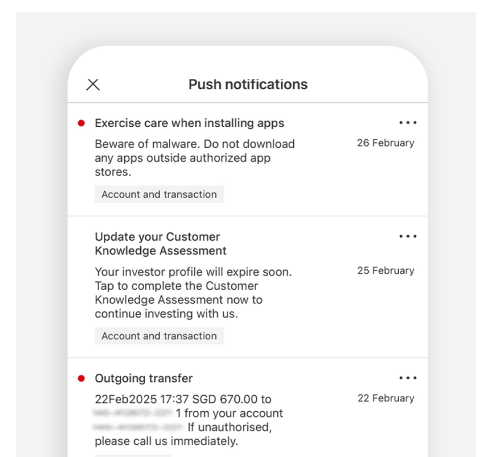 Push notifications
Exercise care when installing apps
Beware of malware. Do not download
26 February
any apps outside authorized app
stores.
Account and transaction
Update your Customer
Knowledge Assessment
Your investor profile will expire soon.
25 February
Tap to complete the Customer
Knowledge Assessment now to
continue investing with us.
Account and transaction
Outgoing transfer
22Feb2025 17:37 SGD 670.00 to
22 February
1 from your account
If unauthorised,
please call us immediately.